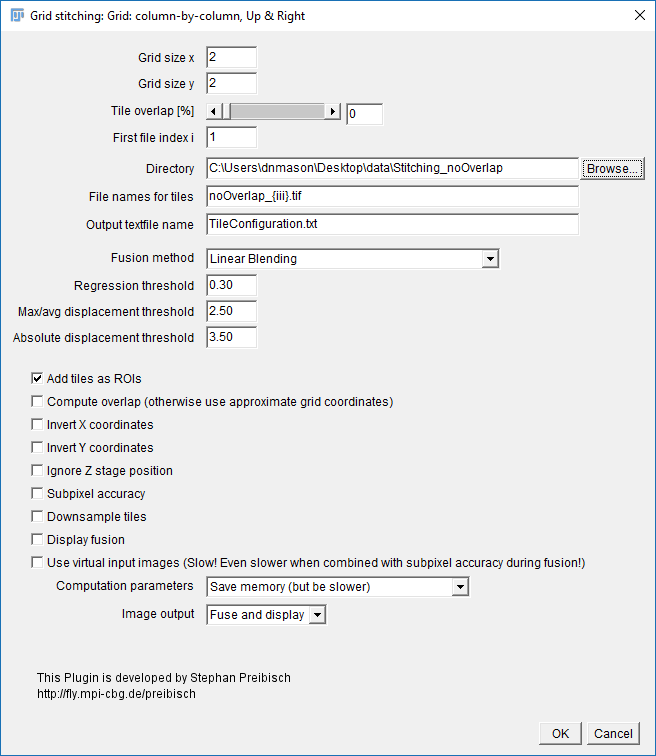 Grid stitching: Grid: column-by-column, Up & Right
Grid size x 2
Grid size y 2
Tile overlap [%] 0
First file index i 1
Directory C:\Users\dnmason\Desktop\data\Stitching_noOverlap Browse...
File names for tiles noOverlap_{iii}.tif
Output textfile name TileConfiguration.txt
Fusion method Linear Blending
Regression threshold 0.30
Max/avg displacement threshold 2.50
Absolute displacement threshold 3.50
Add tiles as ROIs
Compute overlap (otherwise use approximate grid coordinates)
Invert X coordinates
Invert Y coordinates
Ignore Z stage position
Subpixel accuracy
Downsample tiles
Display fusion
Use virtual input images (Slow! Even slower when combined with subpixel accuracy during fusion!)
Computation parameters Save memory (but be slower)
Image output Fuse and display
This Plugin is developed by Stephan Preibisch
http://fly.mpi-cbg.de/preibisch
OK Cancel